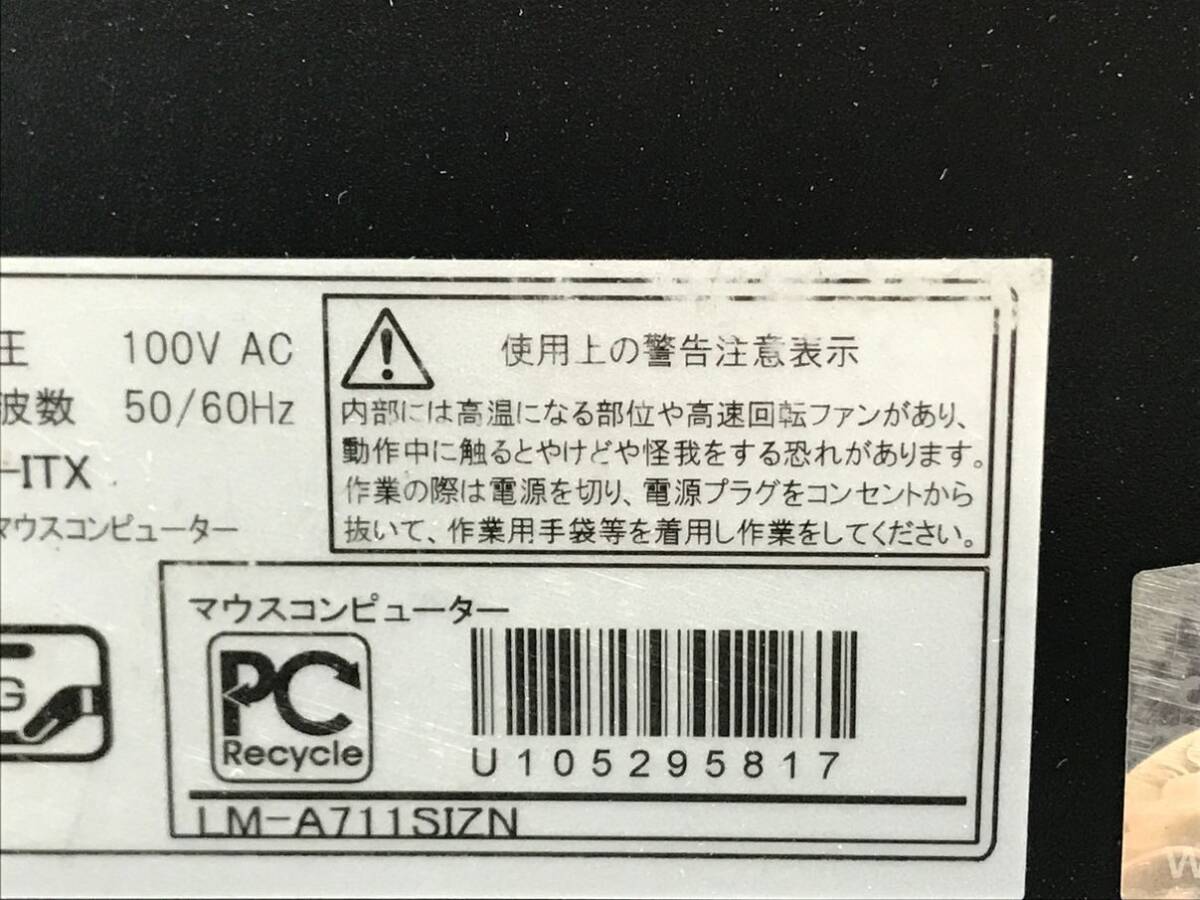 圧 100V AC
波数 50/60Hz
-ITX
マウスコンピューター
使用上の警告注意表示
内部には高温になる部位や高速回転ファンがあり、
動作中に触るとやけどや怪我をする恐れがあります。
作業の際は電源を切り、電源プラグをコンセントから
抜いて、作業用手袋等を着用し作業をしてください。
G
マウスコンピューター
PC
Recycle
U105295817
LM-A711SIZN
W